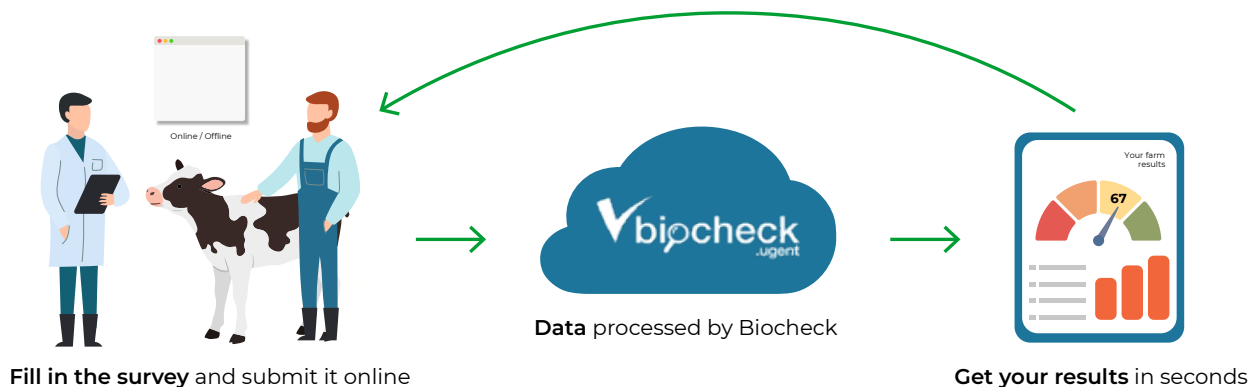 Online / Offline
Your farm
results
67
biocheck
.ugent
Data processed by Biocheck
Fill in the survey and submit it online
Get your results in seconds